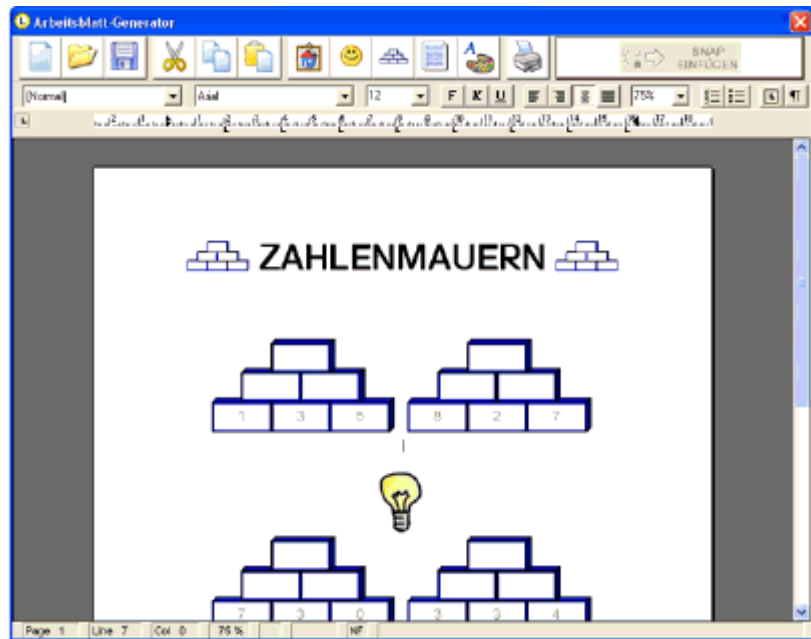 Arbeitsblatt-Generator
SNAP
EINFÜGEN
[Normal] Arial 12 F K U 75%
ZAHLENMAUERN
1 3 5 8 2 7
7 3 0 3 3 4
Page 1 Line 7 Col 0 75 % NF